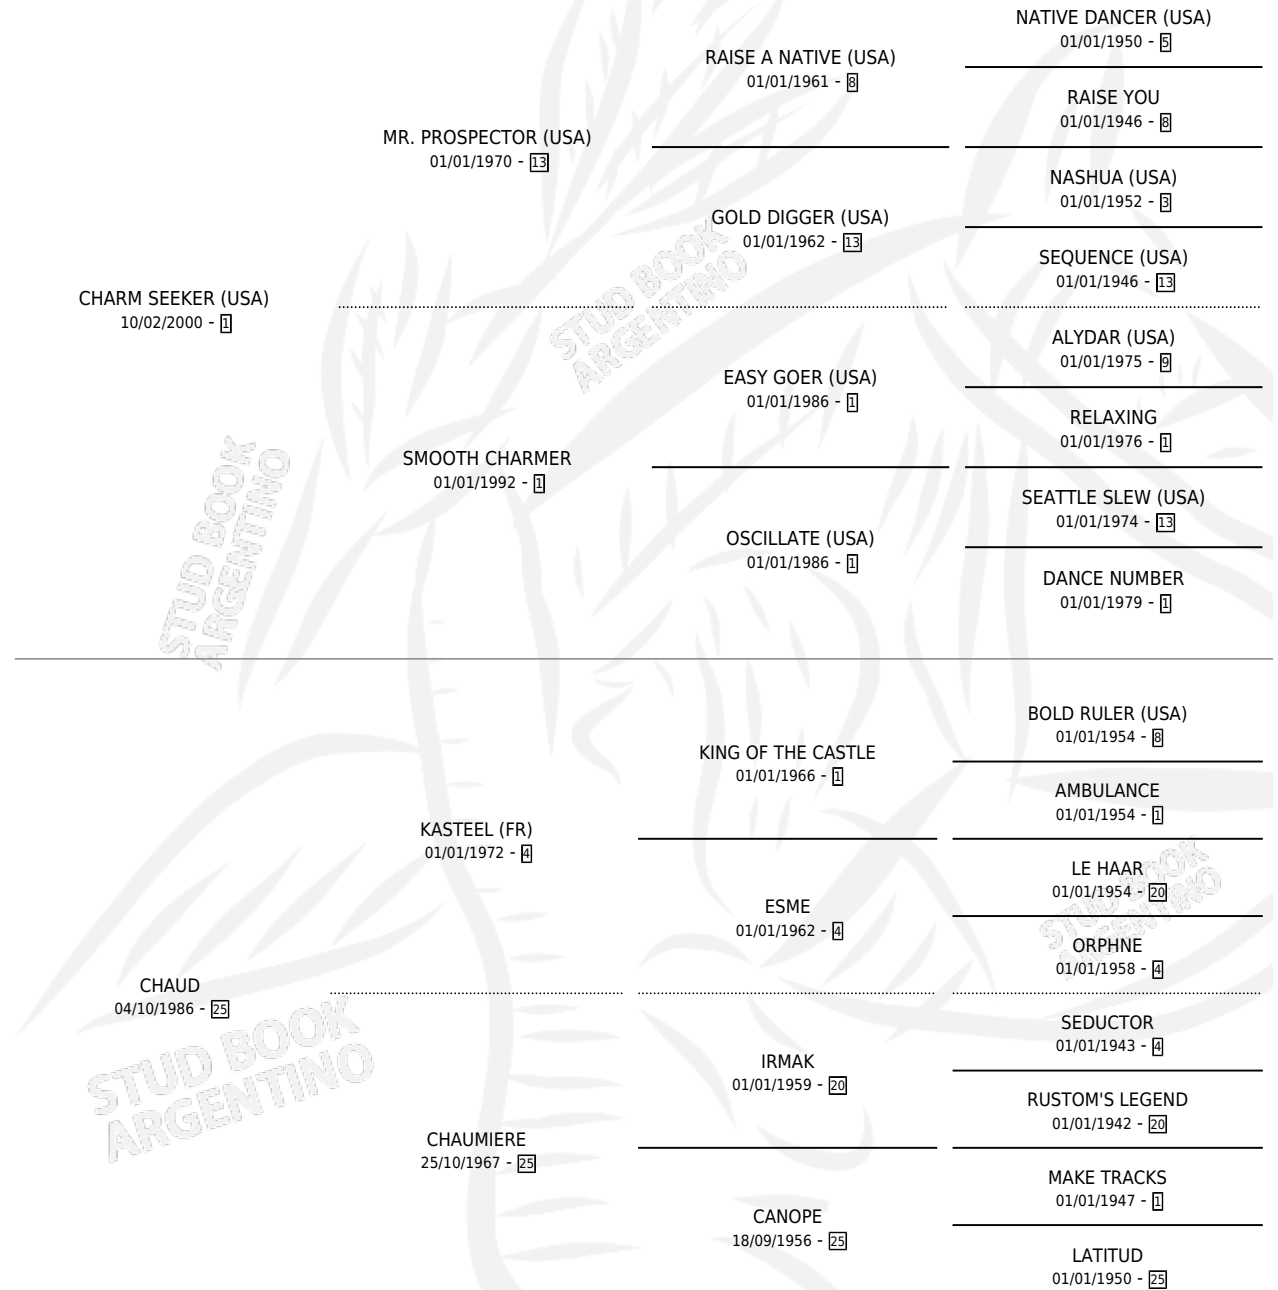 NATIVE DANCER (USA)
01/01/1950 - 5
RAISE A NATIVE (USA)
01/01/1961 - 8
RAISE YOU
01/01/1946 - 8
MR. PROSPECTOR (USA)
01/01/1970 - 13
NASHUA (USA)
01/01/1952 - 3
GOLD DIGGER (USA)
01/01/1962 - 13
SEQUENCE (USA)
01/01/1946 - 13
CHARM SEEKER (USA)
10/02/2000 - 1
STUD BOOK
ARGENTINO
ALYDAR (USA)
01/01/1975 - 9
EASY GOER (USA)
01/01/1986 - 1
RELAXING
01/01/1976 - 1
SMOOTH CHARMER
01/01/1992 - 1
SEATTLE SLEW (USA)
01/01/1974 - 13
OSCILLATE (USA)
01/01/1986 - 1
DANCE NUMBER
01/01/1979 - 1
STUD BOOK
ARGENTINO
BOLD RULER (USA)
01/01/1954 - 8
KING OF THE CASTLE
01/01/1966 - 1
AMBULANCE
01/01/1954 - 1
KASTEEL (FR)
01/01/1972 - 4
LE HAAR
01/01/1954 - 20
ESME
01/01/1962 - 4
ORPHNE
01/01/1958 - 4
STUD BOOK
ARGENTINO
CHAUD
04/10/1986 - 25
STUD BOOK
ARGENTINO
SEDUCTOR
01/01/1943 - 4
IRMAK
01/01/1959 - 20
RUSTOM'S LEGEND
01/01/1942 - 20
CHAUMIERE
25/10/1967 - 25
MAKE TRACKS
01/01/1947 - 1
CANOPE
18/09/1956 - 25
LATITUD
01/01/1950 - 25